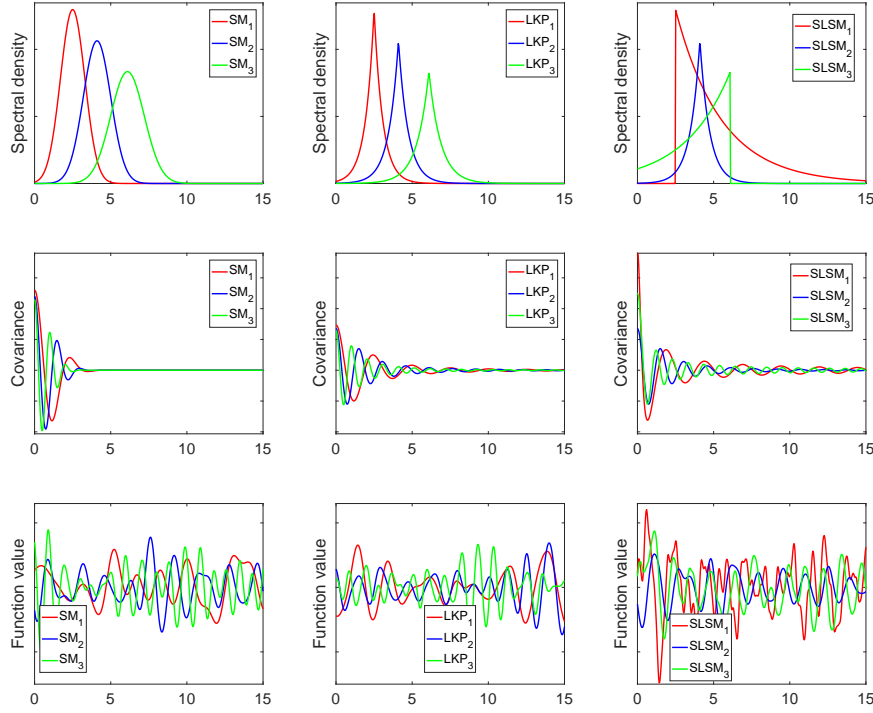 Spectral density
SM1
SM2
SM3
0 5 10 15
Spectral density
LKP1
LKP2
LKP3
0 5 10 15
Spectral density
SLSM1
SLSM2
SLSM3
0 5 10 15
Covariance
SM1
SM2
SM3
0 5 10 15
Covariance
LKP1
LKP2
LKP3
0 5 10 15
Covariance
SLSM1
SLSM2
SLSM3
0 5 10 15
Function value
SM1
SM2
SM3
0 5 10 15
Function value
LKP1
LKP2
LKP3
0 5 10 15
Function value
SLSM1
SLSM2
SLSM3
0 5 10 15